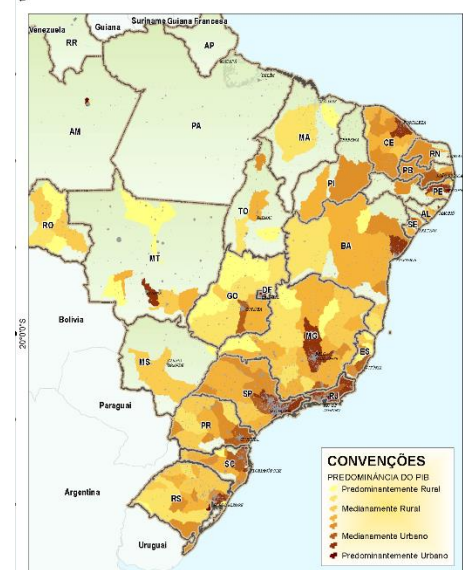 Venezuela
Guiana
Suriname
Guiana Francesa
RR
AP
AM
PA
MA
CE
RN
PB
PE
PI
AL
SE
TO
BA
RO
MT
GO
DF
MG
ES
MS
SP
RJ
PR
SC
RS
Bolivia
Paraguai
Argentina
Uruguai
20°0'0"S
CONVENÇÕES
PREDOMINÂNCIA DO PIB
Predominantemente Rural
Medianamente Rural
Medianamente Urbano
Predominantemente Urbano